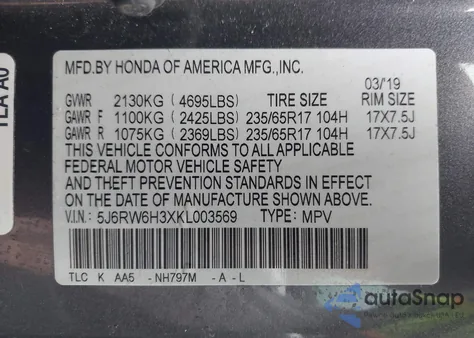 MFD.BY HONDA OF AMERICA MFG.,INC.
03/'19
GVWR 2130KG (4695LBS) TIRE SIZE RIM SIZE
GAWR F 1100KG (2425LBS) 235/65R17 104H 17X7.5J
GAWR R 1075KG (2369LBS) 235/65R17 104H 17X7.5J
THIS VEHICLE CONFORMS TO ALL APPLICABLE
FEDERAL MOTOR VEHICLE SAFETY
AND THEFT PREVENTION STANDARDS IN EFFECT
ON THE DATE OF MANUFACTURE SHOWN ABOVE.
V.I.N: 5J6RW6H3XKL003569 TYPE: MPV
TLC K AA5 -NH797M -A-L
autoSnap